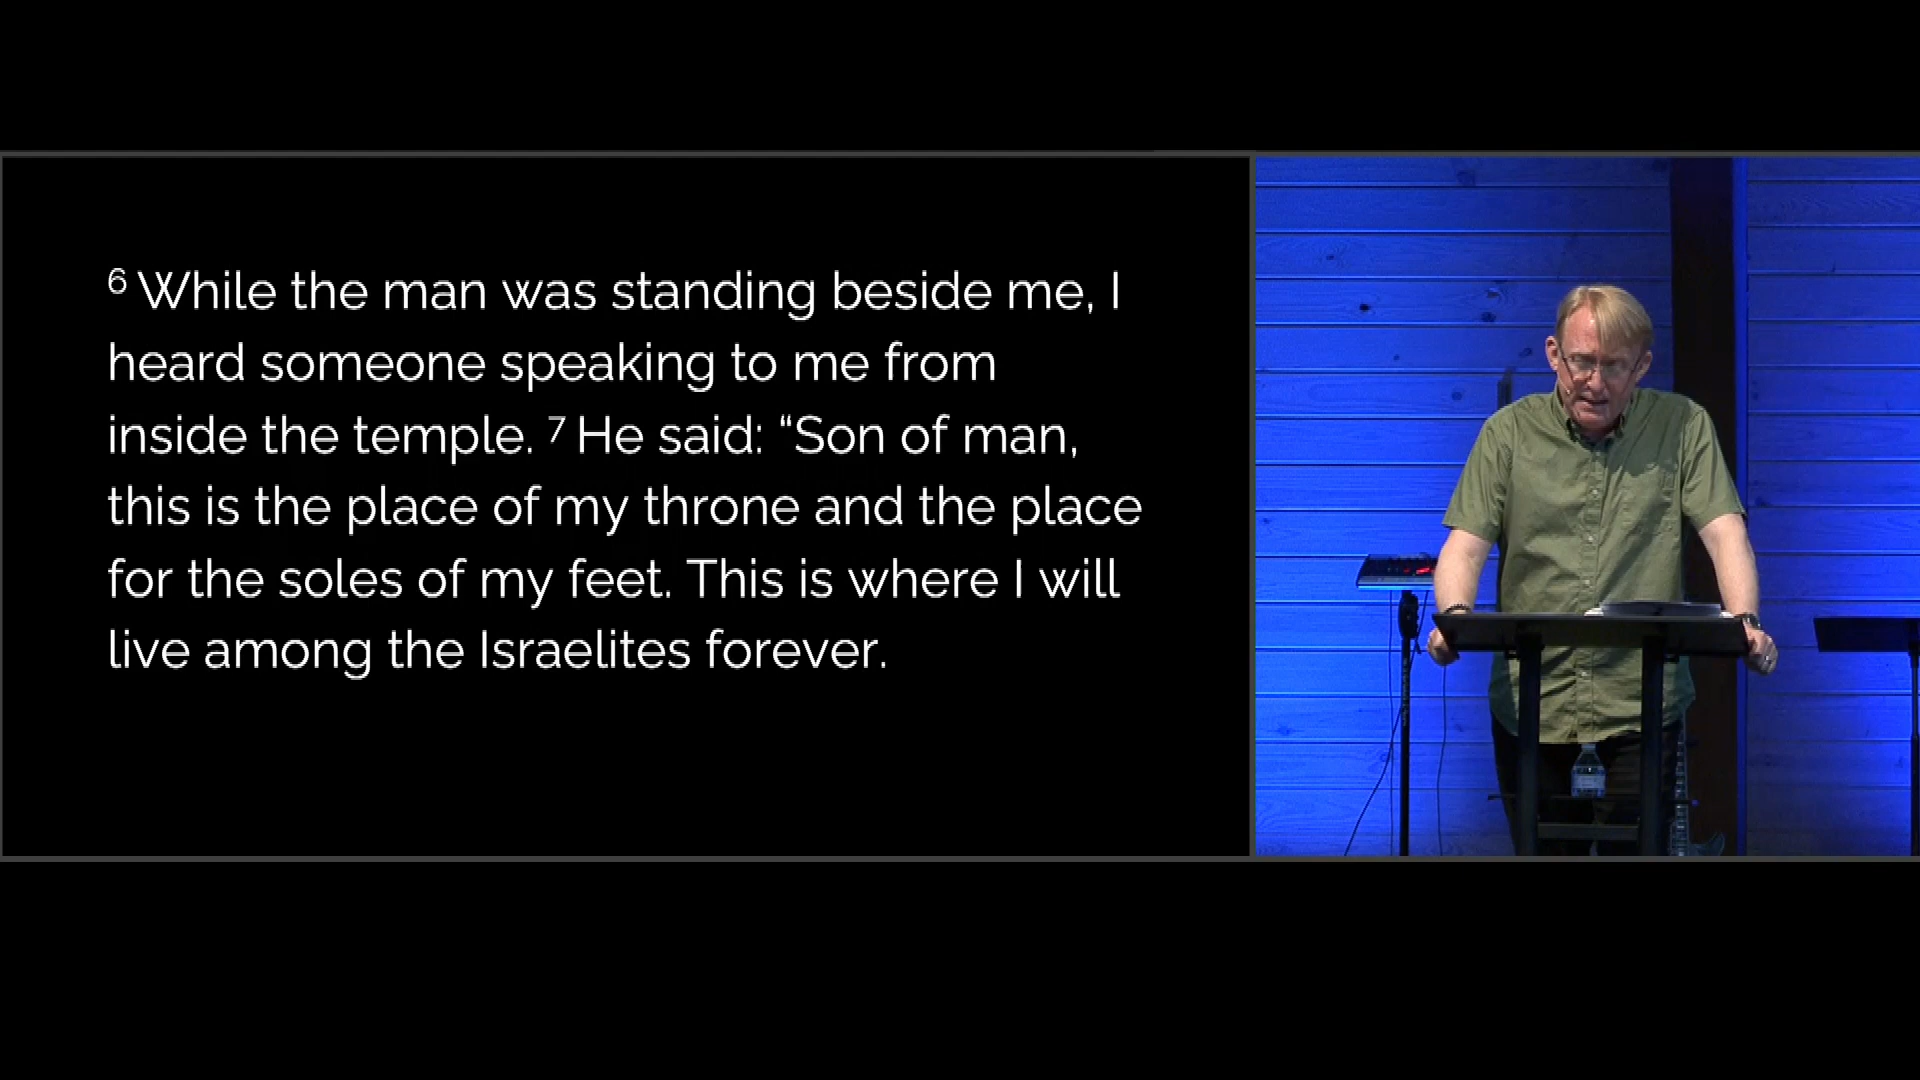 ⁶ While the man was standing beside me, I
heard someone speaking to me from
inside the temple. ⁷ He said: “Son of man,
this is the place of my throne and the place
for the soles of my feet. This is where I will
live among the Israelites forever.